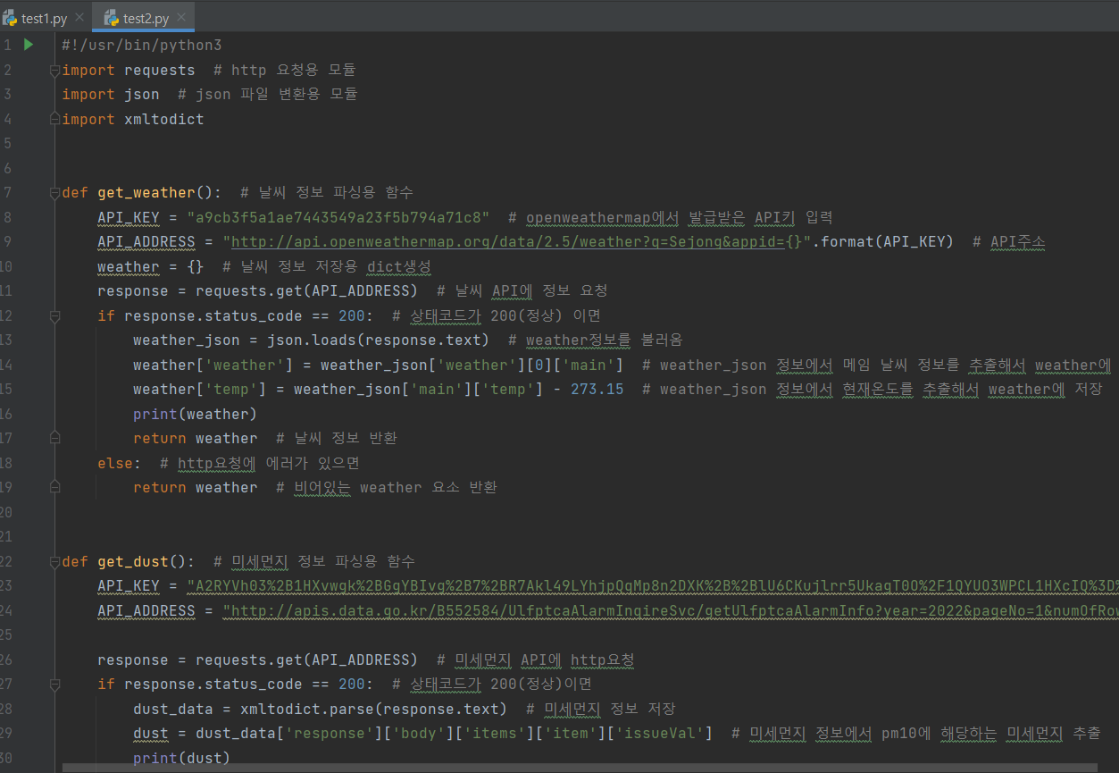 test1.py
test2.py
1 #!/usr/bin/python3
2 import requests  # http 요청용 모듈
3 import json  # json 파일 변환용 모듈
4 import xmltodict
5
6
7 def get_weather():  # 날씨 정보 파싱용 함수
8     API_KEY = "a9cb3f5a1ae7443549a23f5b794a71c8"  # openweathermap에서 발급받은 API키 입력
9     API_ADDRESS = "http://api.openweathermap.org/data/2.5/weather?q=Sejong&appid={}".format(API_KEY)  # API주소
10     weather = {}  # 날씨 정보 저장용 dict생성
11     response = requests.get(API_ADDRESS)  # 날씨 API에 정보 요청
12     if response.status_code == 200:  # 상태코드가 200(정상) 이면
13         weather_json = json.loads(response.text)  # weather정보를 불러옴
14         weather['weather'] = weather_json['weather'][0]['main']  # weather_json 정보에서 메임 날씨 정보를 추출해서 weather에
15         weather['temp'] = weather_json['main']['temp'] - 273.15  # weather_json 정보에서 현재온도를 추출해서 weather에 저장
16         print(weather)
17         return weather  # 날씨 정보 반환
18     else:  # http요청에 에러가 있으면
19         return weather  # 비어있는 weather 요소 반환
20
21
22 def get_dust():  # 미세먼지 정보 파싱용 함수
23     API_KEY = "A2RYVh03%2B1HXvwgk%2BGgYBIvg%2B7%2BR7Akl49LYhjpQqMp8n2DXK%2B%2BlU6CKujlrr5UkaqT00%2F1QYUO3WPCL1HXcIQ%3D%
24     API_ADDRESS = "http://apis.data.go.kr/B552584/UlfptcaAlarmInqireSvc/getUlfptcaAlarmInfo?year=2022&pageNo=1&numOfRow
25
26     response = requests.get(API_ADDRESS)  # 미세먼지 API에 http요청
27     if response.status_code == 200:  # 상태코드가 200(정상)이면
28         dust_data = xmltodict.parse(response.text)  # 미세먼지 정보 저장
29         dust = dust_data['response']['body']['items']['item']['issueVal']  # 미세먼지 정보에서 pm10에 해당하는 미세먼지 추출
30         print(dust)